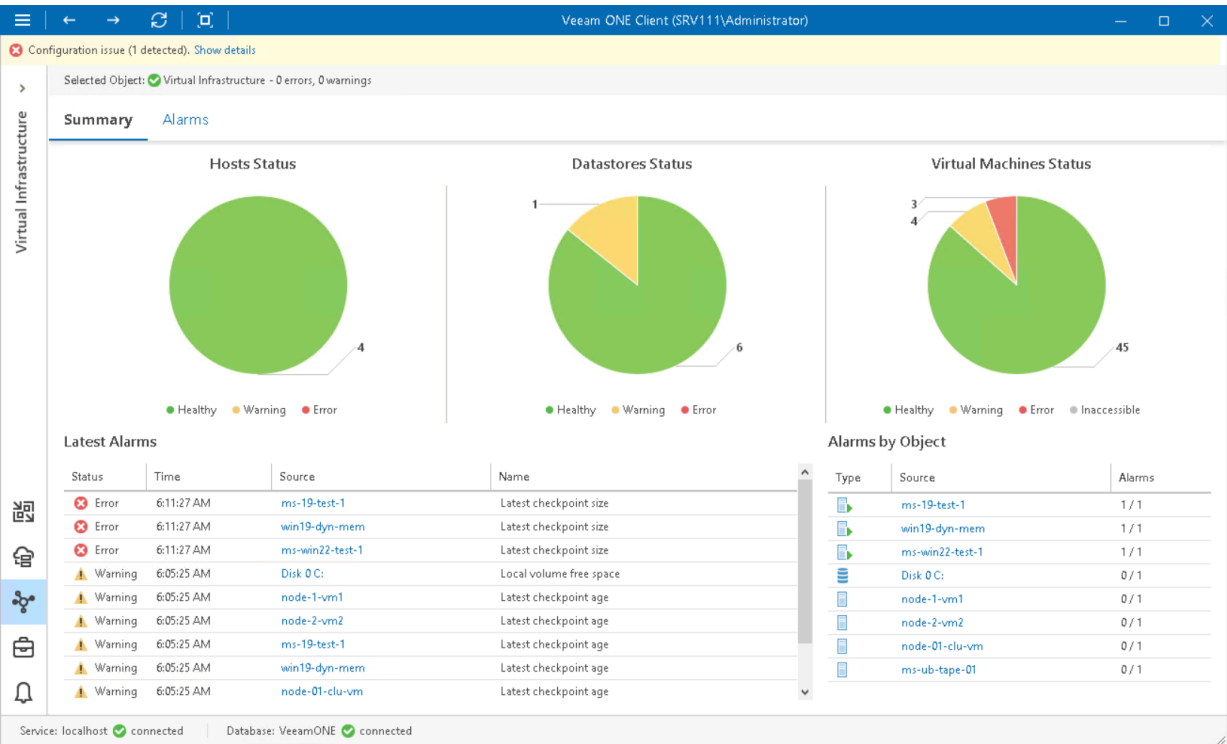 Veeam ONE Client (SRV111\Administrator)
Configuration issue (1 detected). Show details
Selected Object: Virtual Infrastructure - 0 errors, 0 warnings
Virtual Infrastructure
Summary Alarms
Hosts Status
4
Healthy Warning Error
Datastores Status
1
6
Healthy Warning Error
Virtual Machines Status
3
4
45
Healthy Warning Error Inaccessible
Latest Alarms
Status Time Source Name
Error 6:11:27 AM ms-19-test-1 Latest checkpoint size
Error 6:11:27 AM win19-dyn-mem Latest checkpoint size
Error 6:11:27 AM ms-win22-test-1 Latest checkpoint size
Warning 6:05:25 AM Disk 0 C: Local volume free space
Warning 6:05:25 AM node-1-vm1 Latest checkpoint age
Warning 6:05:25 AM node-2-vm2 Latest checkpoint age
Warning 6:05:25 AM ms-19-test-1 Latest checkpoint age
Warning 6:05:25 AM win19-dyn-mem Latest checkpoint age
Warning 6:05:25 AM node-01-clu-vm Latest checkpoint age
Alarms by Object
Type Source Alarms
ms-19-test-1 1 / 1
win19-dyn-mem 1 / 1
ms-win22-test-1 1 / 1
Disk 0 C: 0 / 1
node-1-vm1 0 / 1
node-2-vm2 0 / 1
node-01-clu-vm 0 / 1
ms-ub-tape-01 0 / 1
Service: localhost connected Database: VeeamONE connected